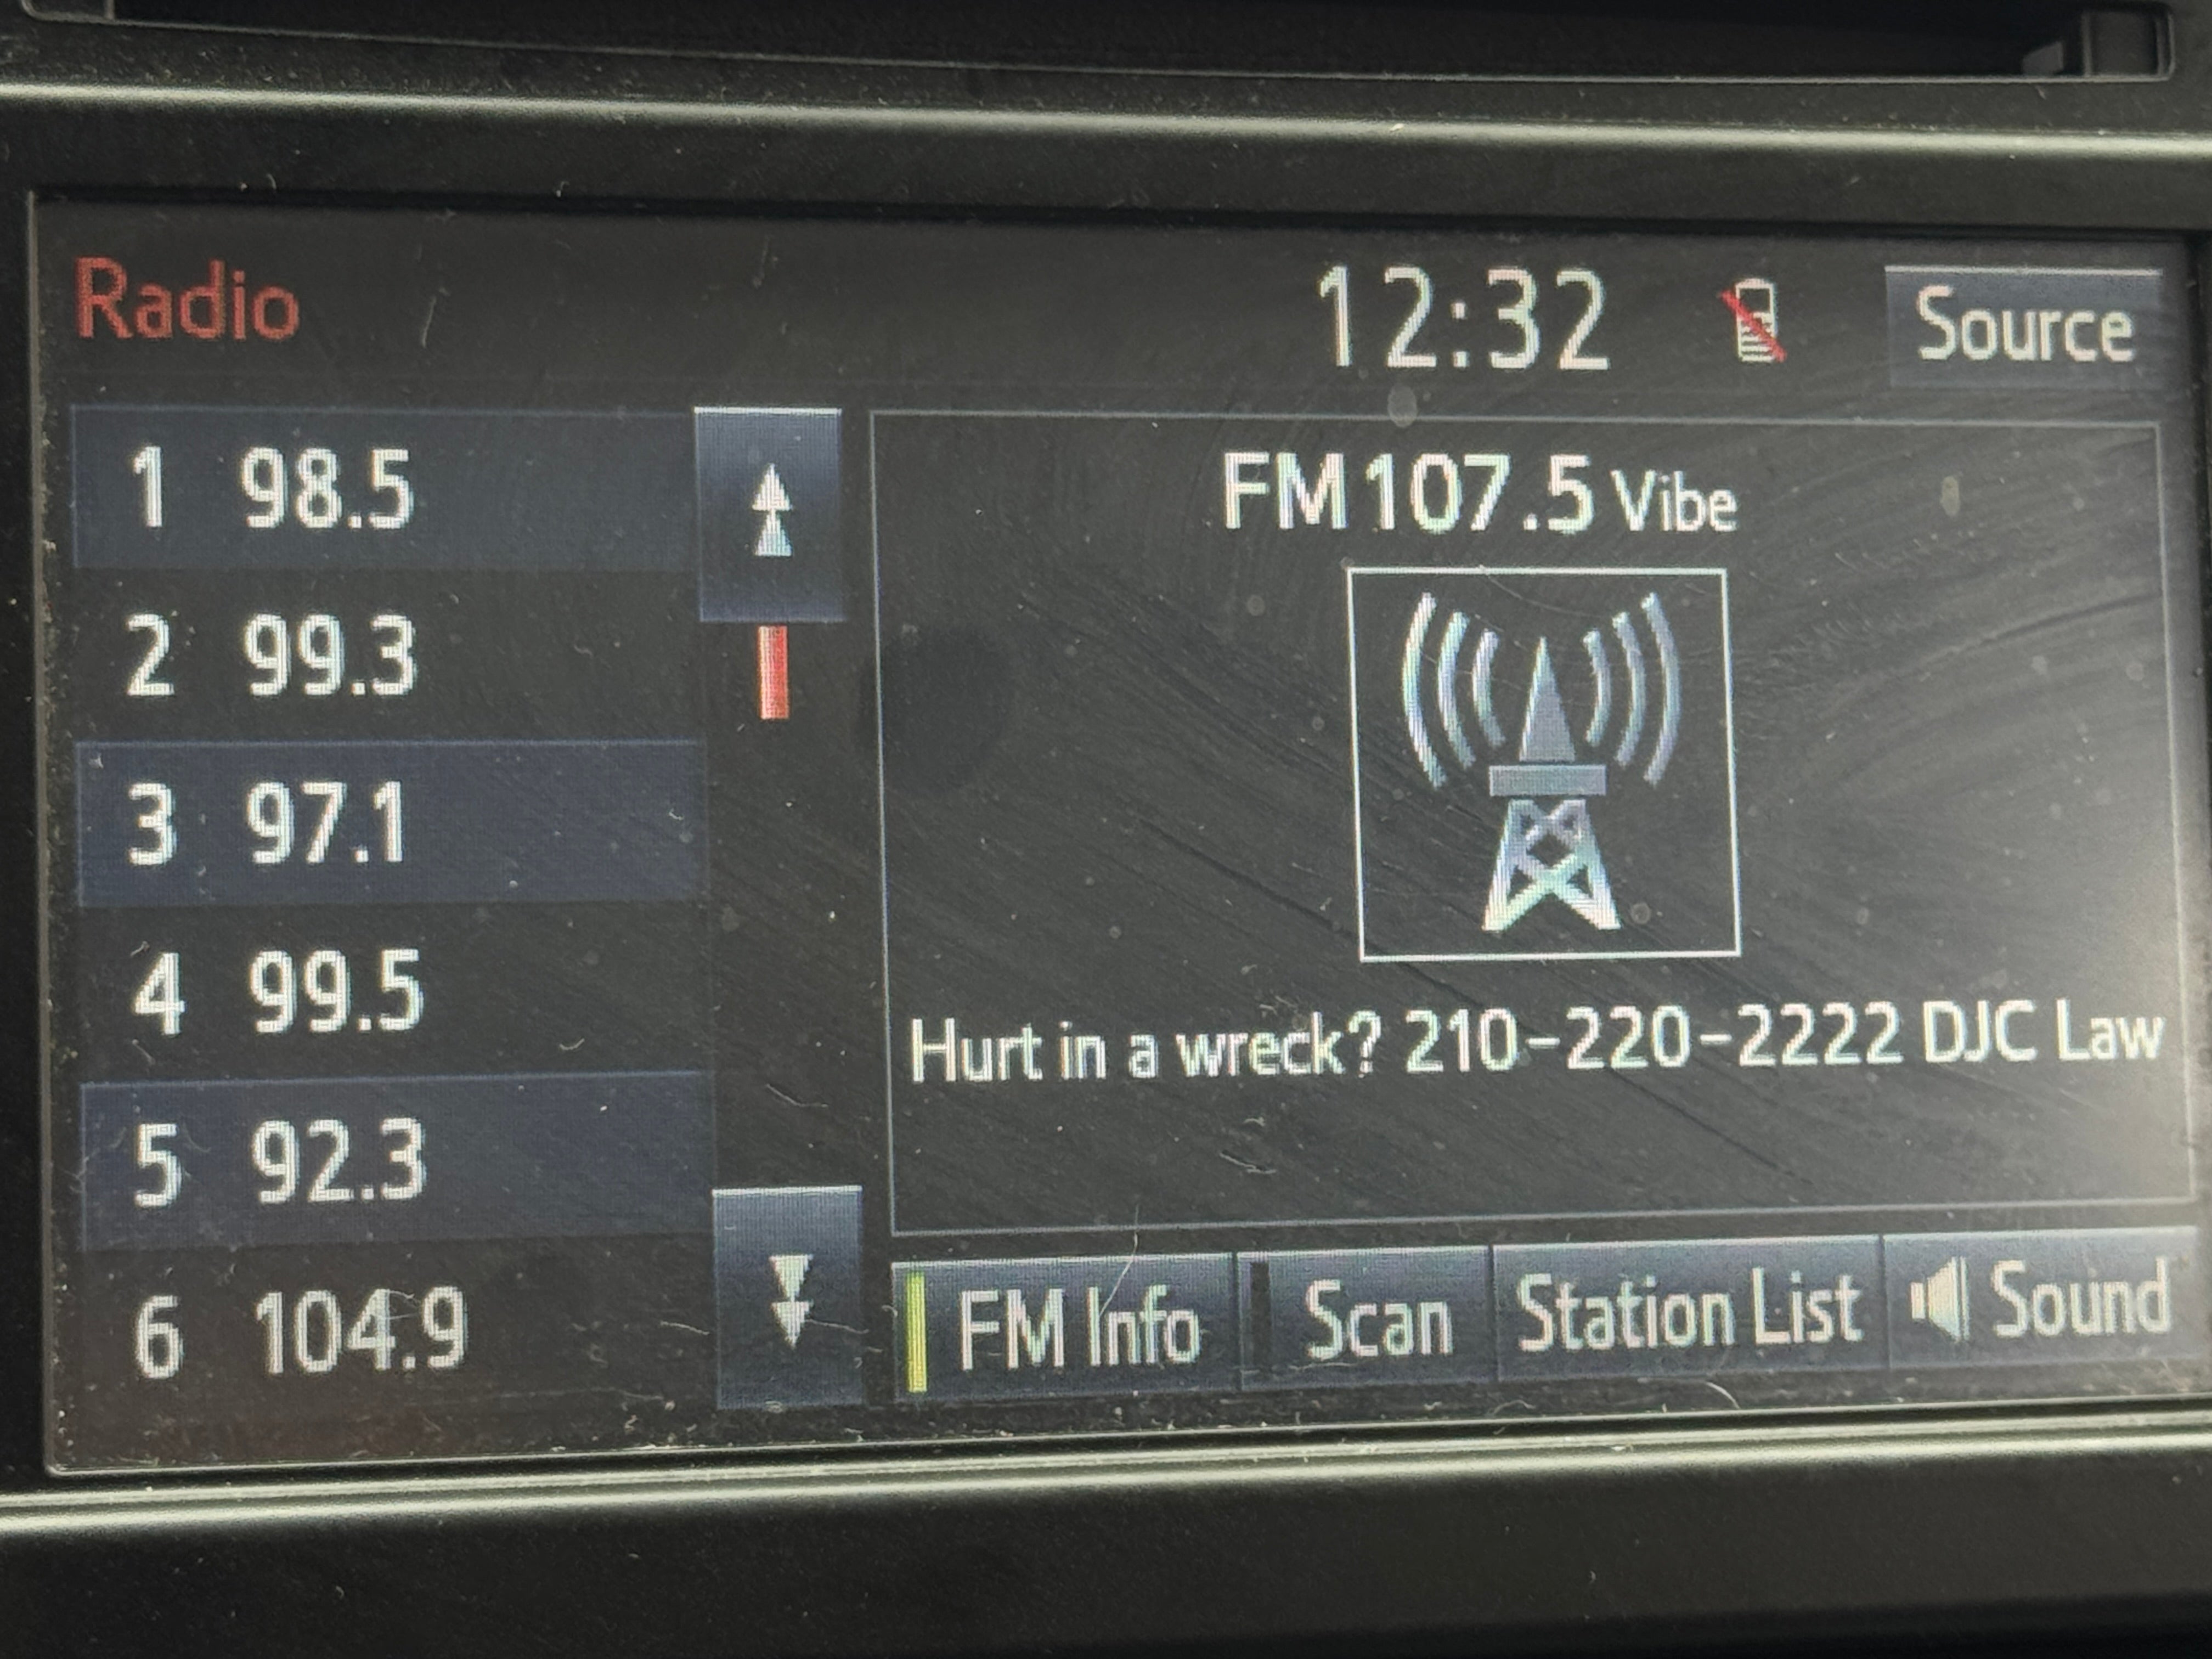 Radio
12:32
Source
1 98.5
2 99.3
3 97.1
4 99.5
5 92.3
6 104.9
FM 107.5 Vibe
Hurt in a wreck? 210-220-2222 DJC Law
FM Info
Scan
Station List
Sound